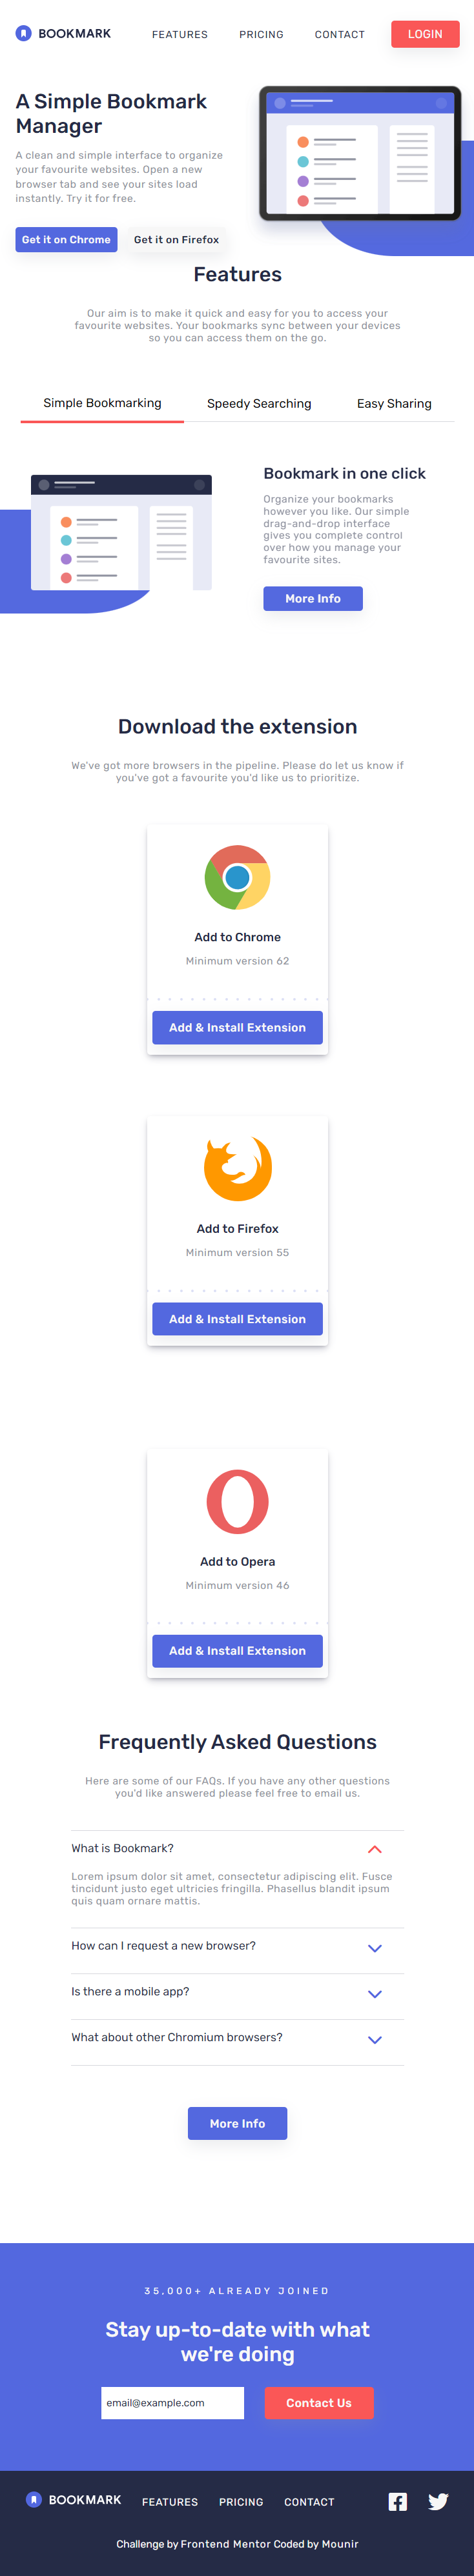 BOOKMARK
FEATURES PRICING CONTACT LOGIN
A Simple Bookmark
Manager
A clean and simple interface to organize
your favourite websites. Open a new
browser tab and see your sites load
instantly. Try it for free.
Get it on Chrome Get it on Firefox
Features
Our aim is to make it quick and easy for you to access your
favourite websites. Your bookmarks sync between your devices
so you can access them on the go.
Simple Bookmarking Speedy Searching Easy Sharing
Bookmark in one click
Organize your bookmarks
however you like. Our simple
drag-and-drop interface
gives you complete control
over how you manage your
favourite sites.
More Info
Download the extension
We've got more browsers in the pipeline. Please do let us know if
you've got a favourite you'd like us to prioritize.
Add to Chrome
Minimum version 62
Add & Install Extension
Add to Firefox
Minimum version 55
Add & Install Extension
Add to Opera
Minimum version 46
Add & Install Extension
Frequently Asked Questions
Here are some of our FAQs. If you have any other questions
you'd like answered please feel free to email us.
What is Bookmark?
Lorem ipsum dolor sit amet, consectetur adipiscing elit. Fusce
tincidunt justo eget ultricies fringilla. Phasellus blandit ipsum
quis quam ornare mattis.
How can I request a new browser?
Is there a mobile app?
What about other Chromium browsers?
More Info
35,000+ ALREADY JOINED
Stay up-to-date with what
we're doing
email@example.com Contact Us
BOOKMARK FEATURES PRICING CONTACT
Challenge by Frontend Mentor Coded by Mounir